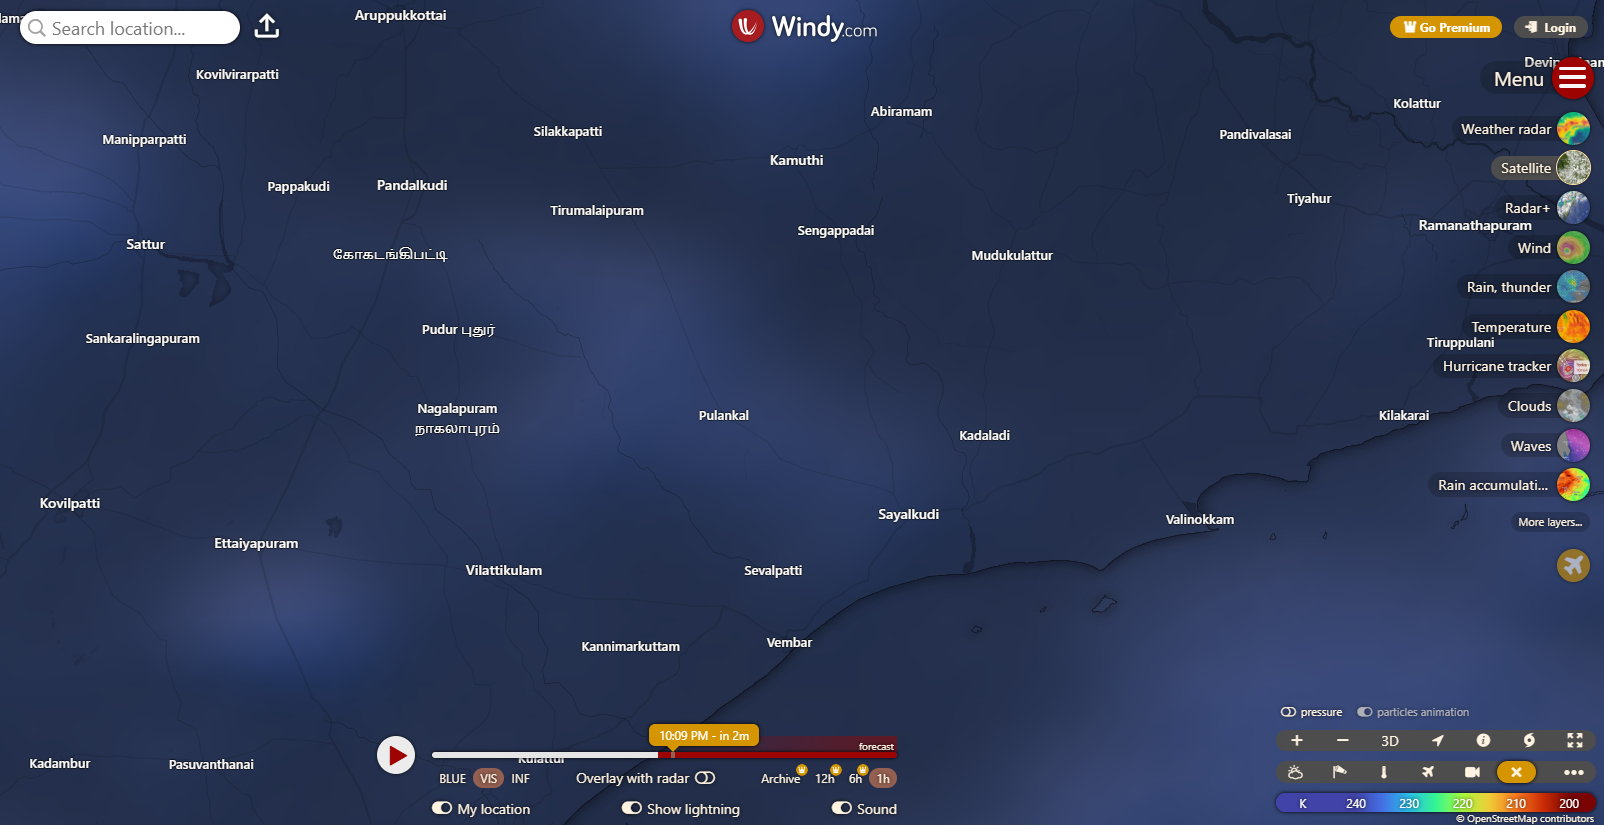 Search location...
Aruppukkottai
Windy.com
Go Premium
Login
Kovilvirarpatti
Menu
Kolattur
Abiramam
Manipparpatti
Silakkapatti
Pandivalasai
Weather radar
Kamuthi
Satellite
Pappakudi
Pandalkudi
Tiyahur
Tirumalaipuram
Radar+
Sengappadai
Ramanathapuram
Sattur
Wind
கோகடங்கிபட்டி
Mudukulattur
Rain, thunder
Pudur புதுர்
Temperature
Sankaralingapuram
Tiruppulani
Hurricane tracker
Nagalapuram
நாகலாபுரம்
Pulankal
Clouds
Kilakarai
Kadaladi
Waves
Rain accumulati...
Kovilpatti
Sayalkudi
Valinokkam
More layers...
Ettaiyapuram
Vilattikulam
Sevalpatti
Kannimarkuttam
Vembar
pressure
particles animation
10:09 PM - in 2m
forecast
3D
Kadambur
Pasuvanthanai
Kulattur
BLUE VIS INF
Overlay with radar
Archive 12h 6h 1h
My location
Show lightning
Sound
K 240 230 220 210 200
© OpenStreetMap contributors